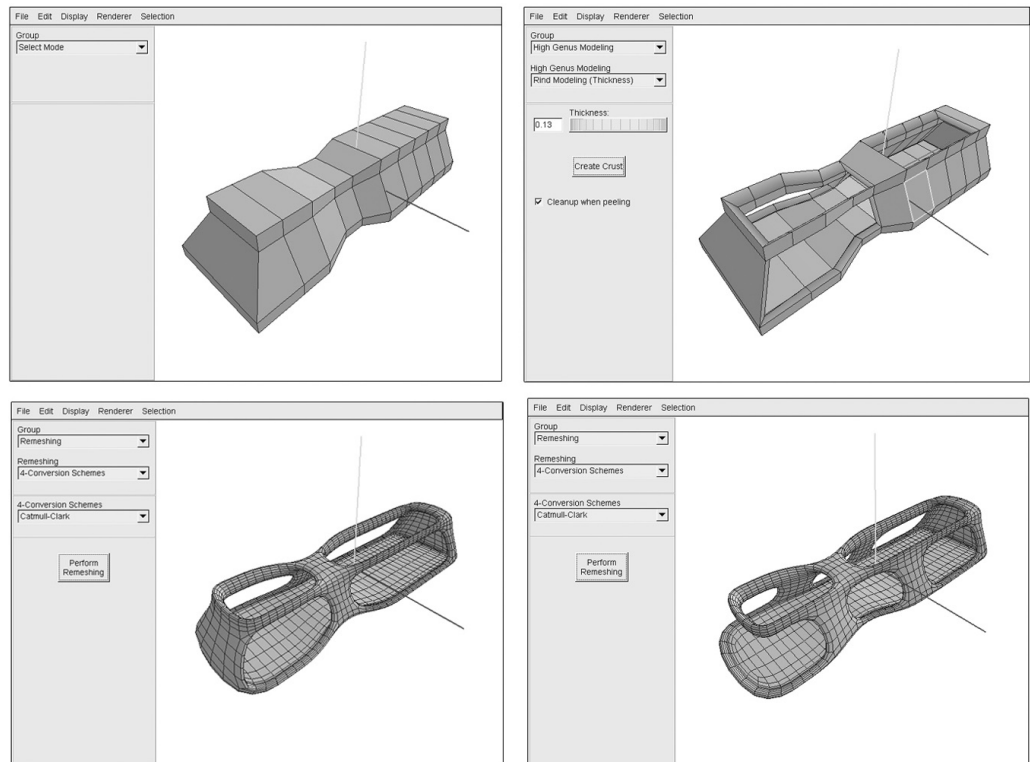 File Edit Display Renderer Selection
Group
Select Mode
File Edit Display Renderer Selection
Group
High Genus Modeling
High Genus Modeling
Rind Modeling (Thickness)
Thickness:
0.13
Create Crust
Cleanup when peeling
File Edit Display Renderer Selection
Group
Remeshing
Remeshing
4-Conversion Schemes
4-Conversion Schemes
Catmull-Clark
Perform
Remeshing
File Edit Display Renderer Selection
Group
Remeshing
Remeshing
4-Conversion Schemes
4-Conversion Schemes
Catmull-Clark
Perform
Remeshing